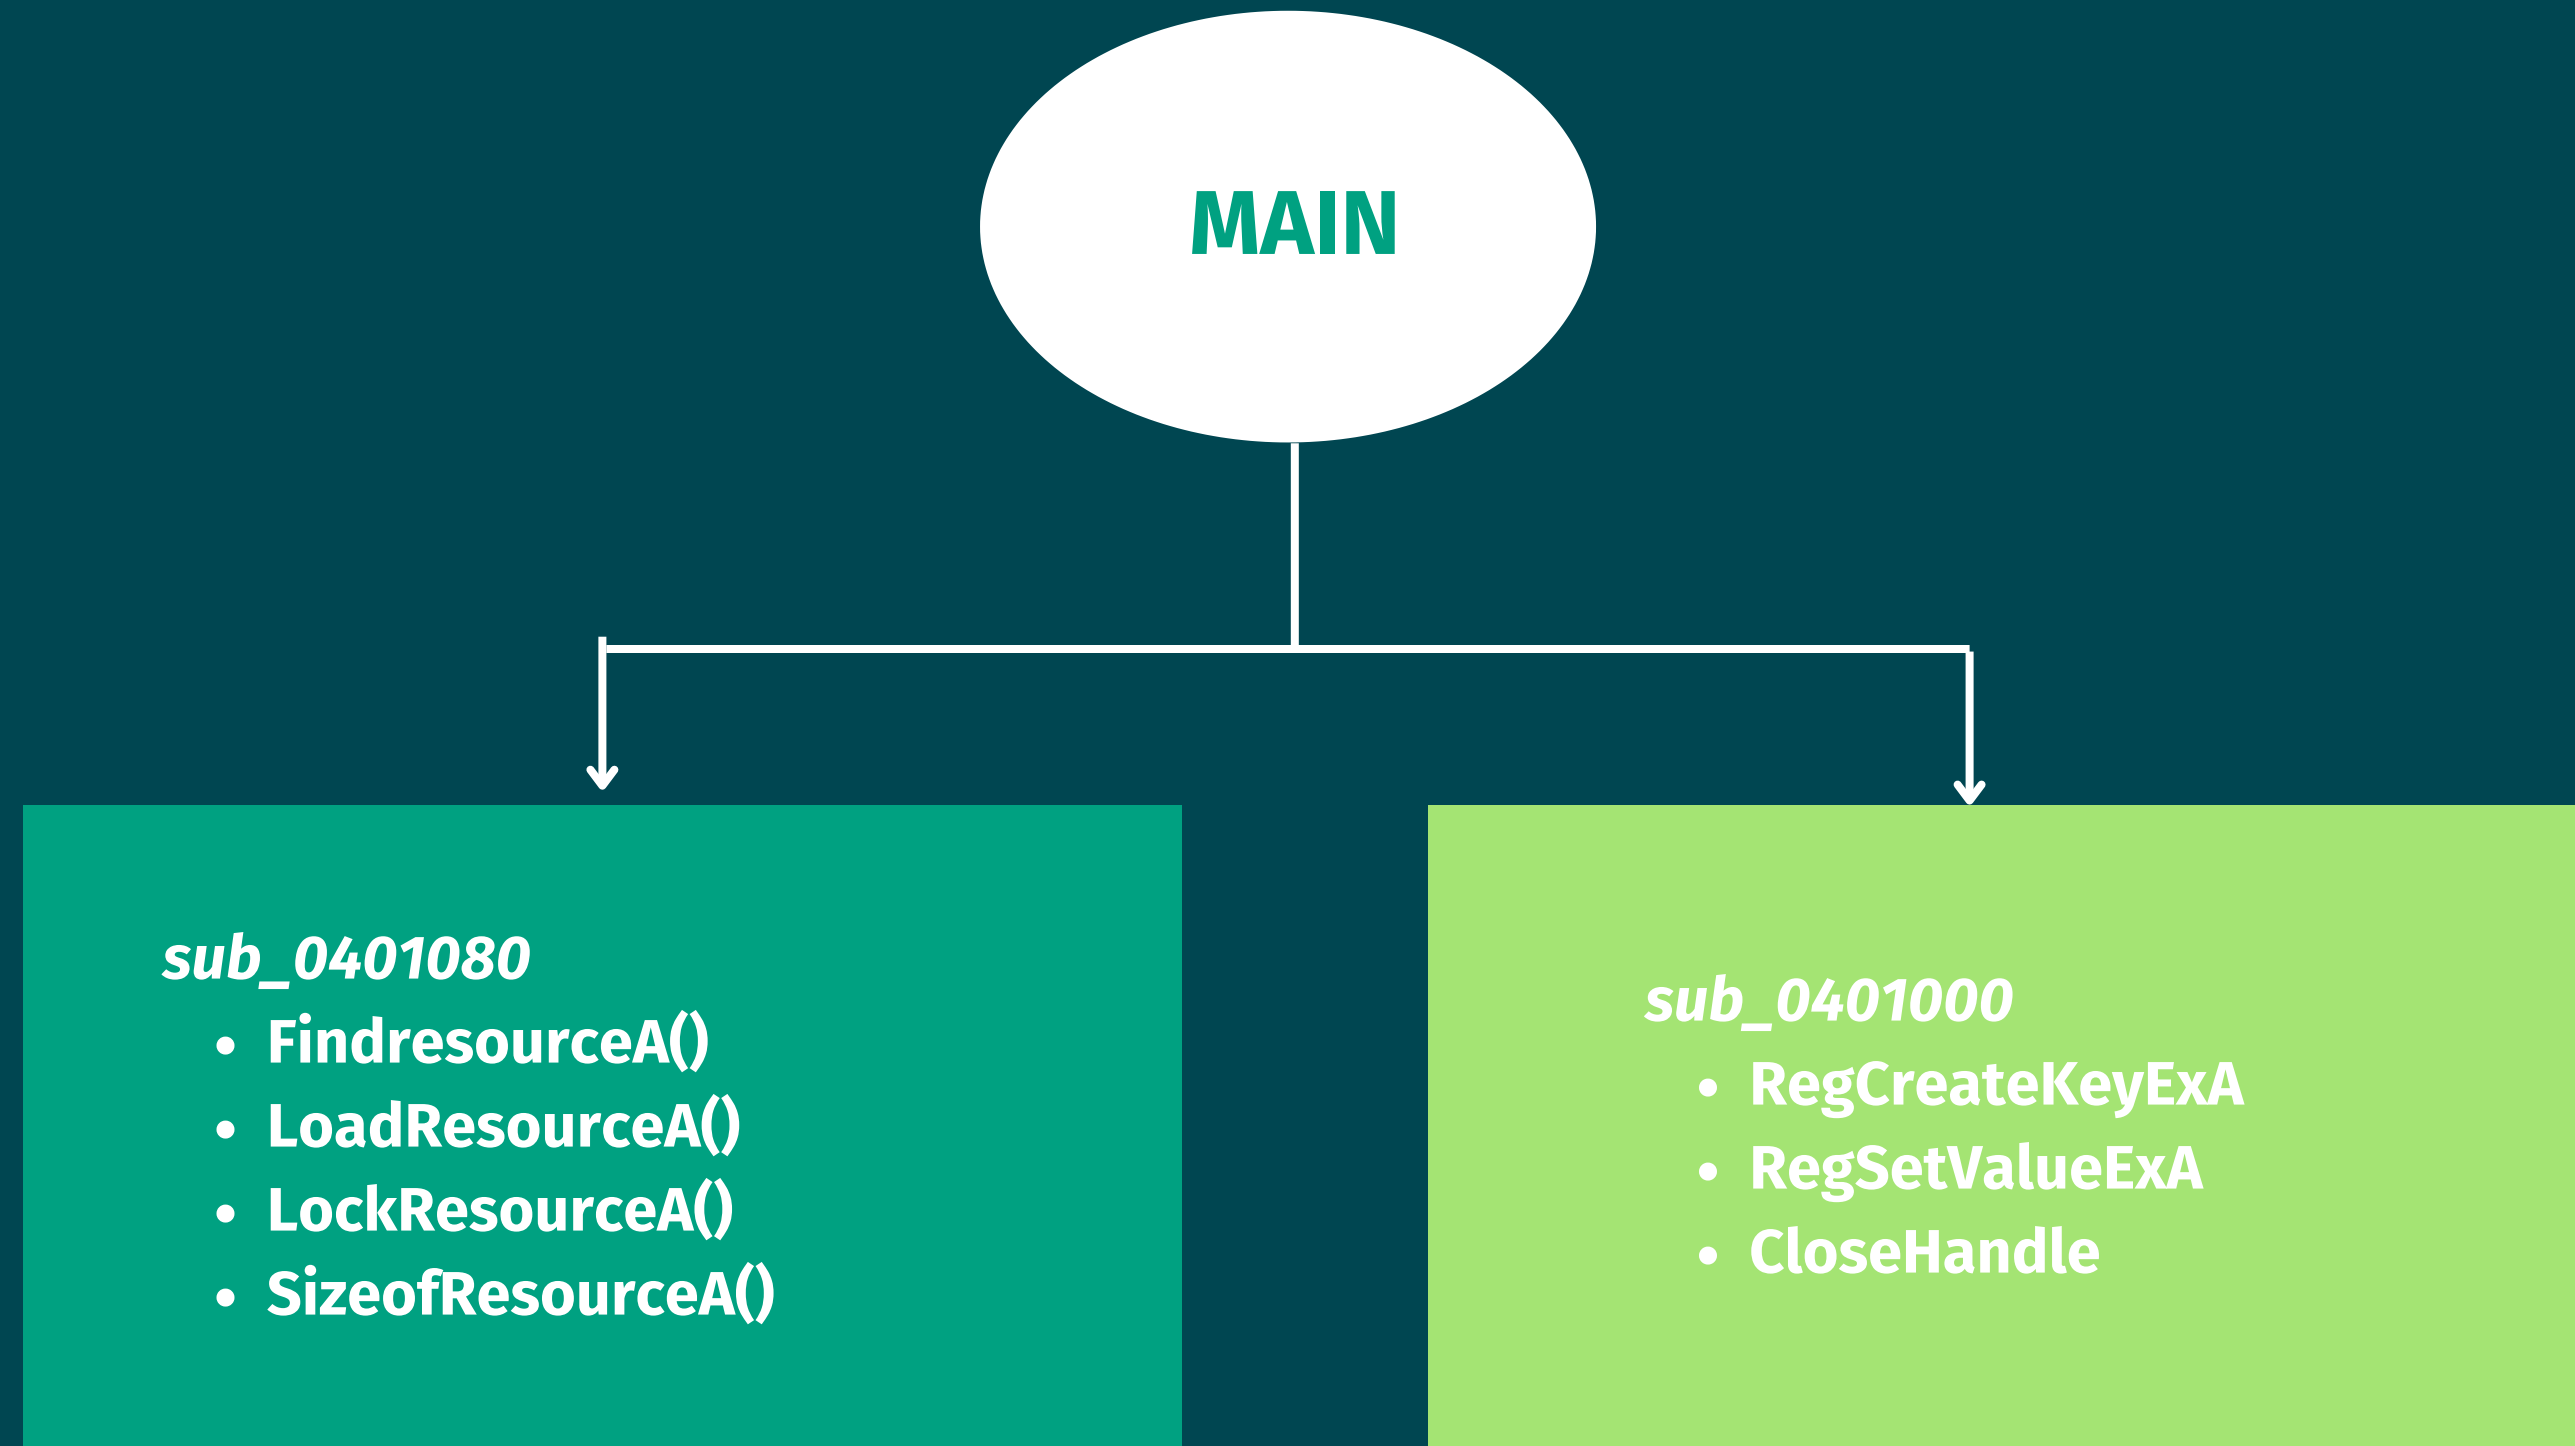 MAIN
sub_0401080
• FindresourceA()
• LoadResourceA()
• LockResourceA()
• SizeofResourceA()
sub_0401000
• RegCreateKeyExA
• RegSetValueExA
• CloseHandle